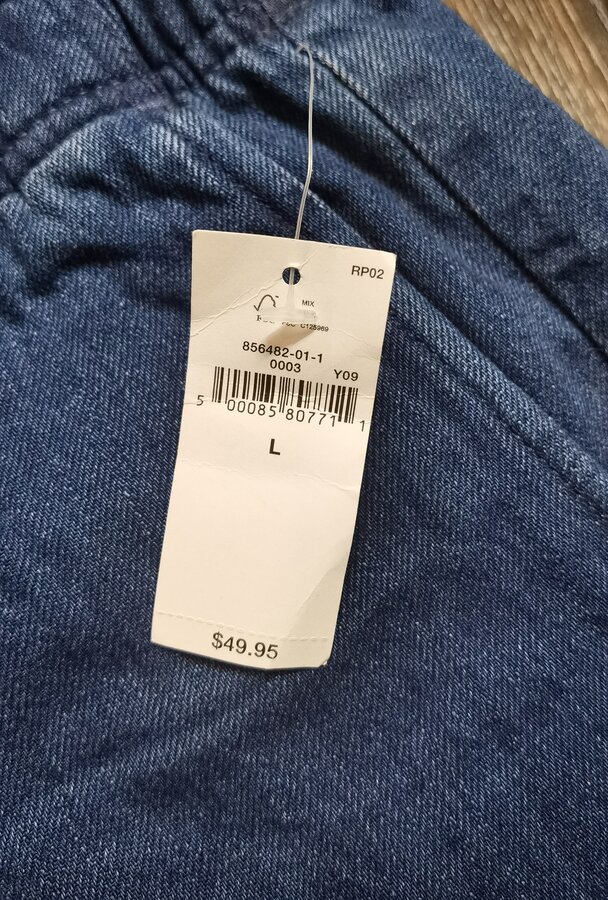 RP02
MIX
C125969
856482-01-1
0003 Y09
5 00085 80771 1
L
$49.95